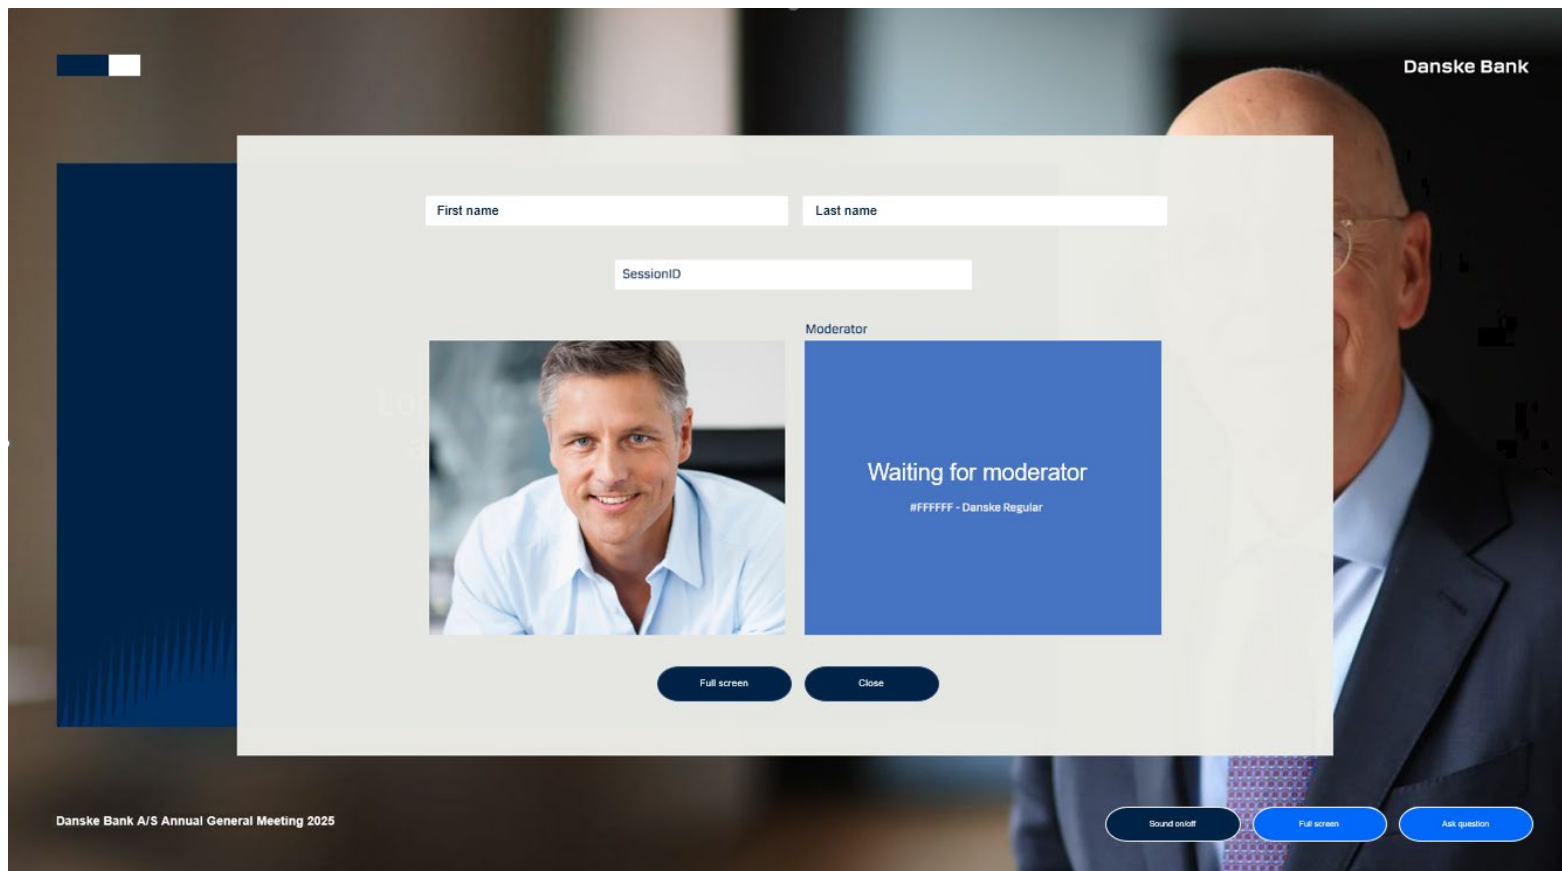 Danske Bank
First name
Last name
SessionID
Moderator
Waiting for moderator
#FFFFFF - Danske Regular
Full screen
Close
Danske Bank A/S Annual General Meeting 2025
Sound on/off
Full screen
Ask question